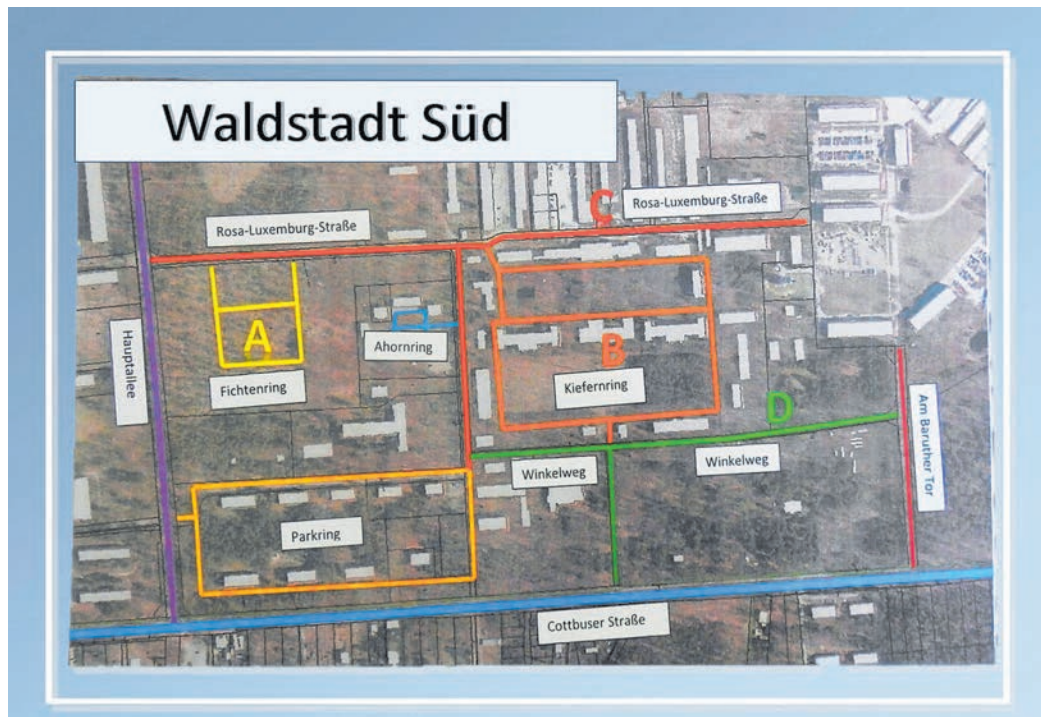 Waldstadt Süd
C
Rosa-Luxemburg-Straße
Rosa-Luxemburg-Straße
Hauptallee
A
Ahornring
B
Fichtenring
Kiefernring
D
Am Baruther Tor
Winkelweg
Winkelweg
Parkring
Cottbuser Straße